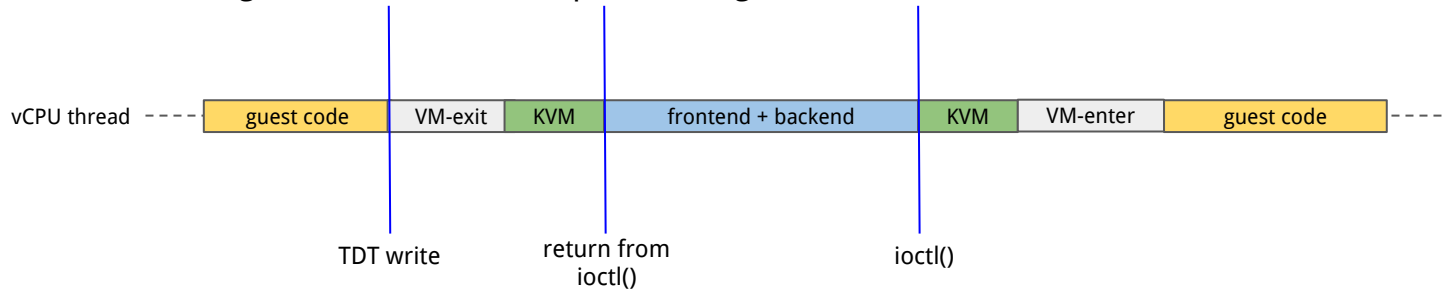 vCPU thread guest code VM-exit KVM frontend + backend KVM VM-enter guest code
TDT write
return from
ioctl()
ioctl()